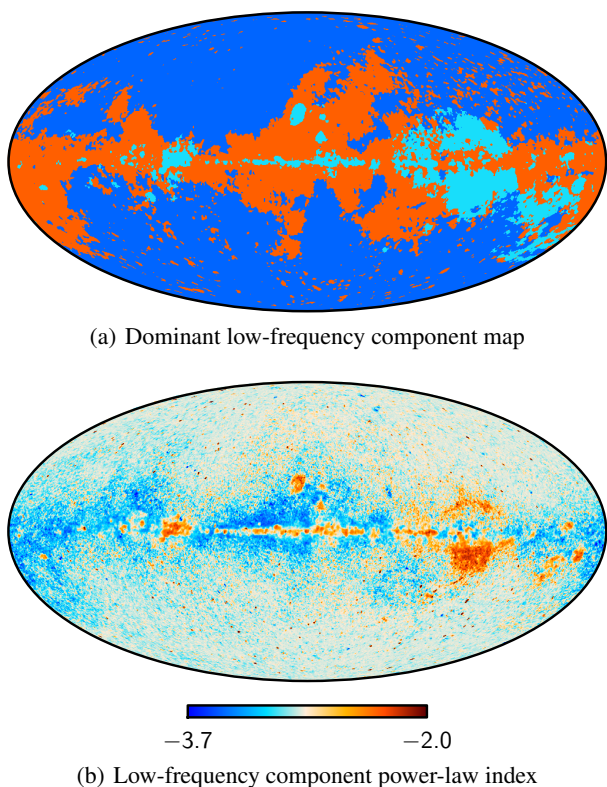 (a) Dominant low-frequency component map
−3.7 −2.0
(b) Low-frequency component power-law index